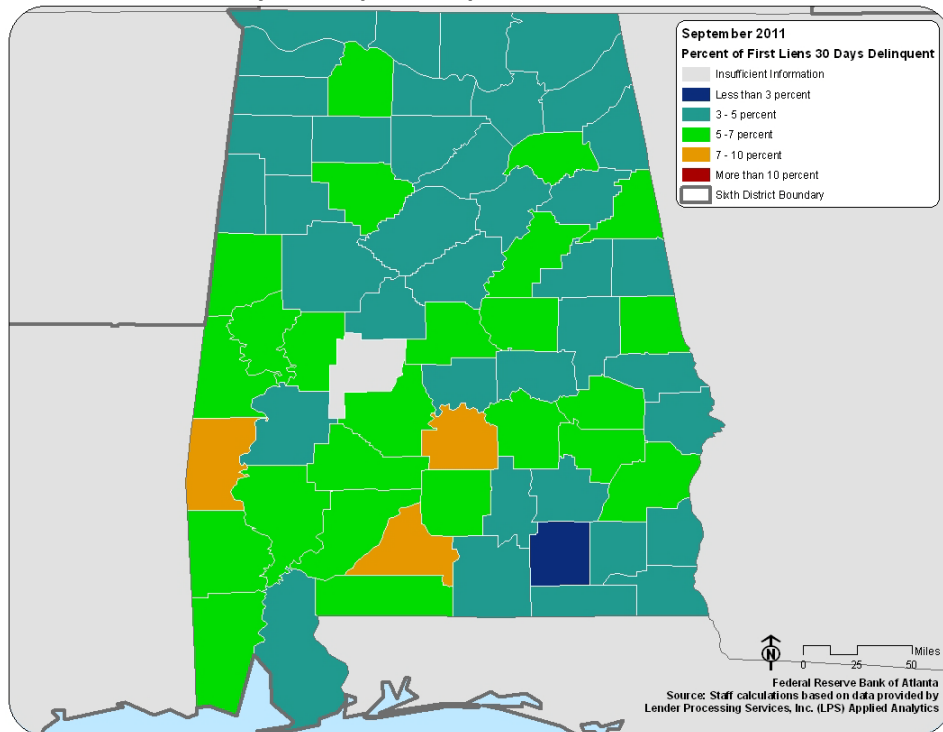 September 2011
Percent of First Liens 30 Days Delinquent
Insufficient Information
Less than 3 percent
3 - 5 percent
5 -7 percent
7 - 10 percent
More than 10 percent
Sixth District Boundary
N
Miles
0 25 50
Federal Reserve Bank of Atlanta
Source: Staff calculations based on data provided by
Lender Processing Services, Inc. (LPS) Applied Analytics